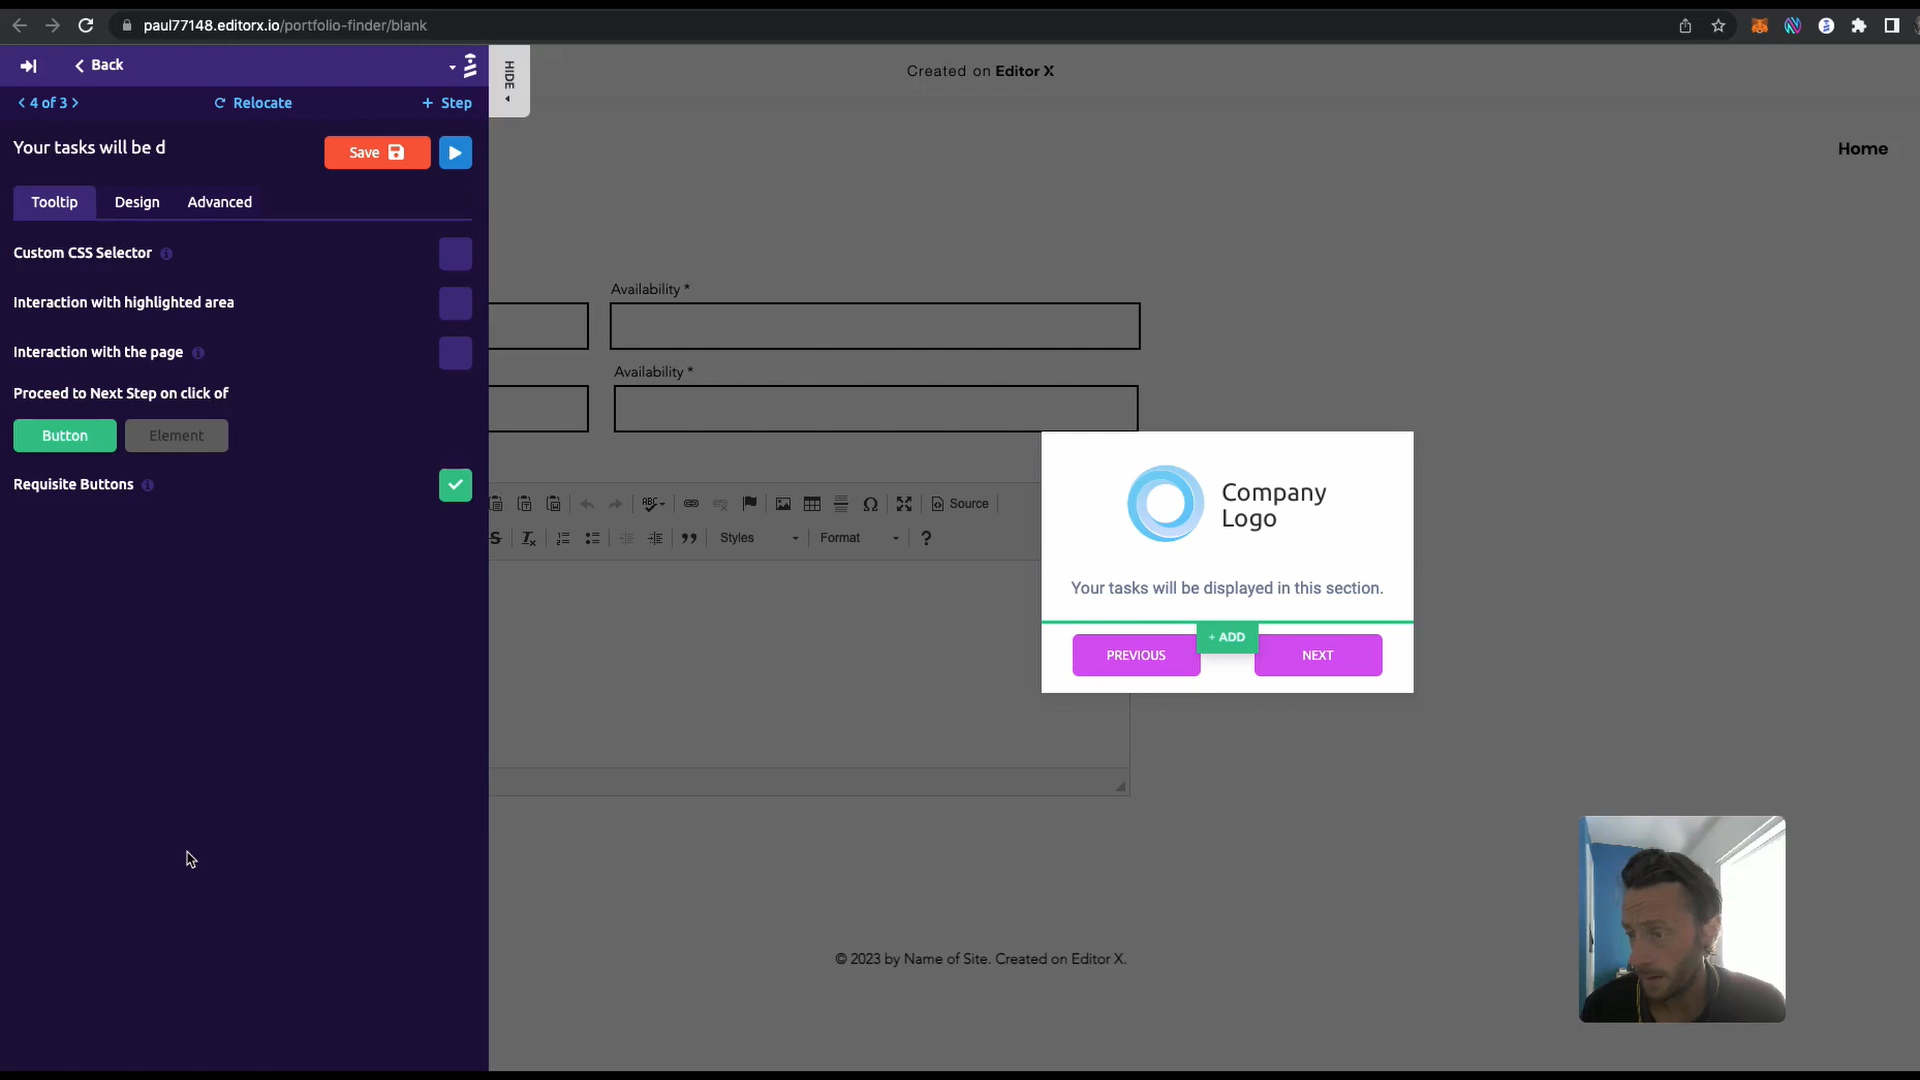 paul77148.editorx.io/portfolio-finder/blank
Back
HIDE
Created on Editor X
4 of 3
Relocate
+ Step
Your tasks will be d
Save
Home
Tooltip
Design
Advanced
Custom CSS Selector
Interaction with highlighted area
Availability *
Interaction with the page
Availability *
Proceed to Next Step on click of
Button
Element
Requisite Buttons
Source
Styles
Format
Company
Logo
Your tasks will be displayed in this section.
+ ADD
PREVIOUS
NEXT
© 2023 by Name of Site. Created on Editor X.